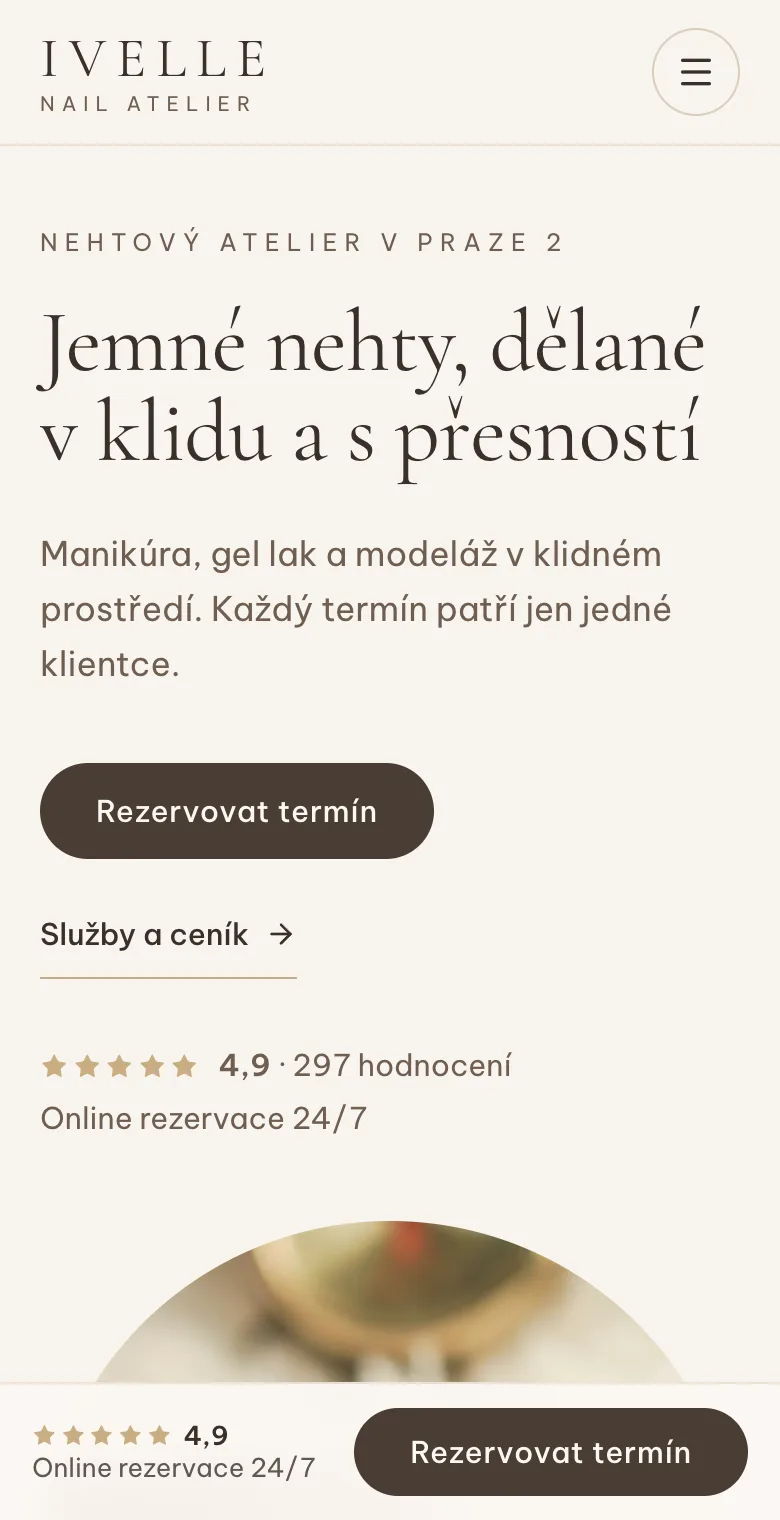 IVELLE
NAIL ATELIER
NEHTOVÝ ATELIER V PRAZE 2
Jemné nehty, dělané
v klidu a s přesností
Manikúra, gel lak a modeláž v klidném
prostředí. Každý termín patří jen jedné
klientce.
Rezervovat termín
Služby a ceník →
4,9 · 297 hodnocení
Online rezervace 24/7
4,9
Online rezervace 24/7
Rezervovat termín